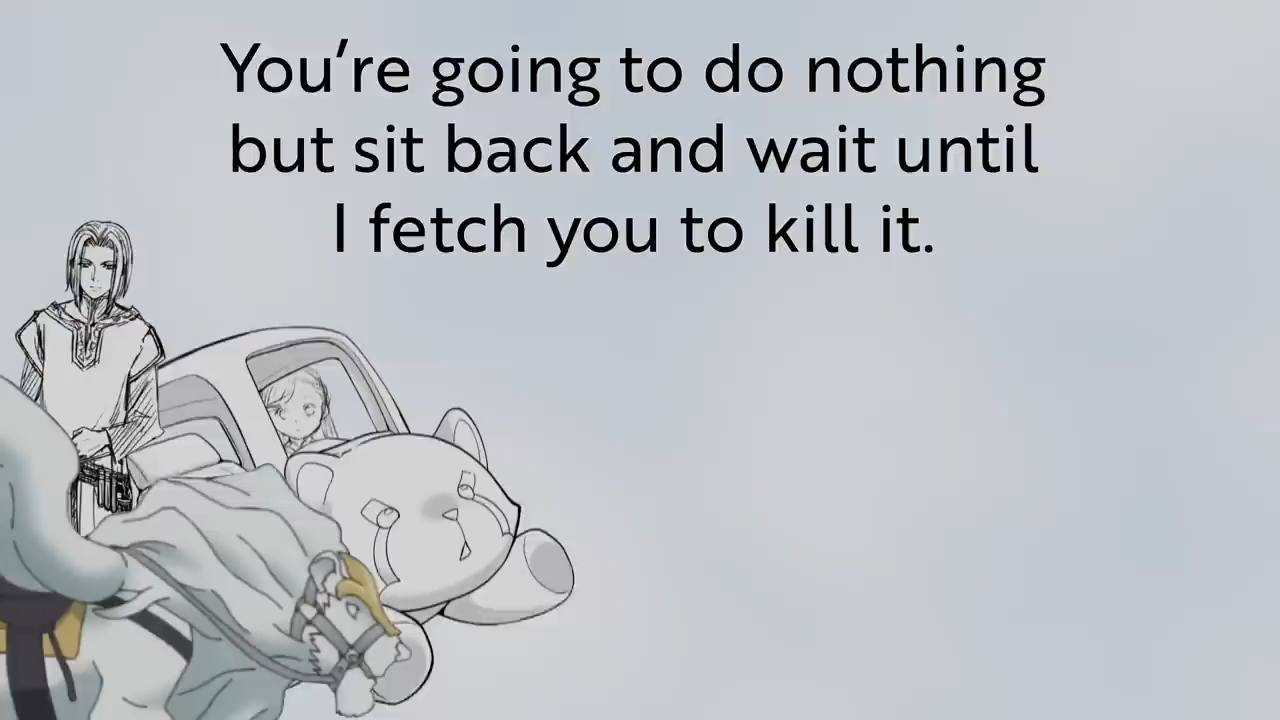 You’re going to do nothing
but sit back and wait until
I fetch you to kill it.